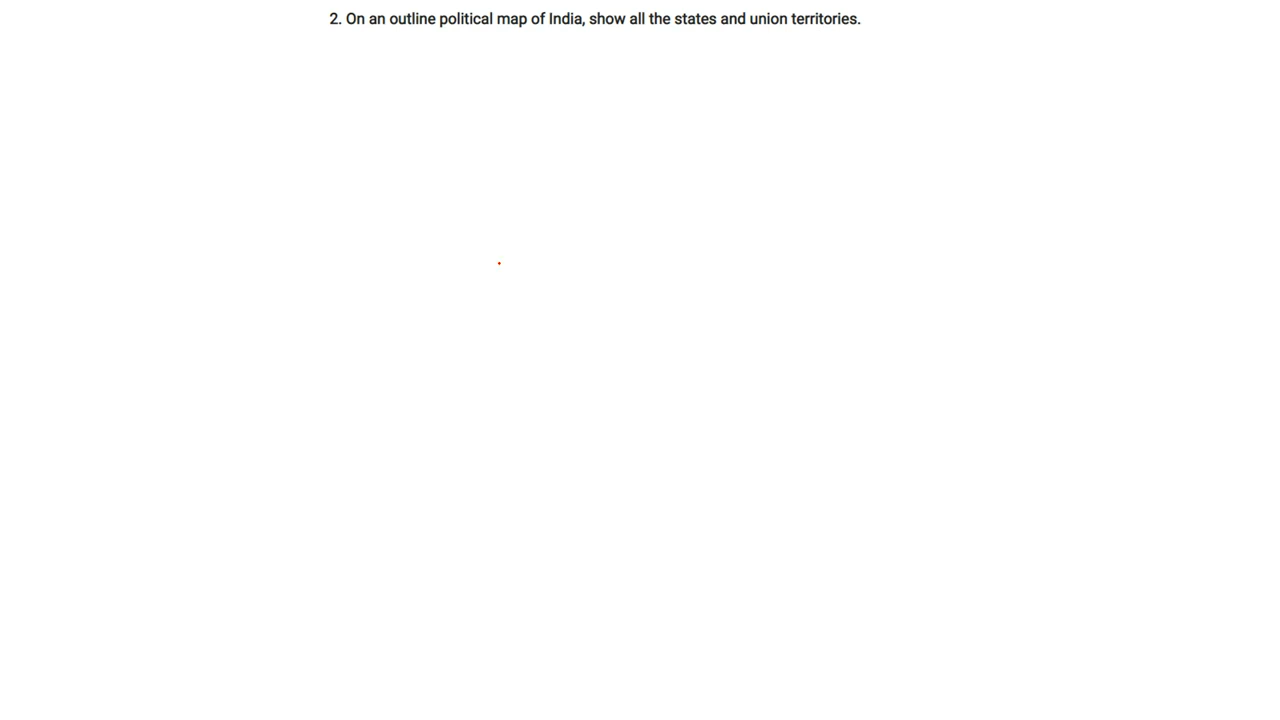 2. On an outline political map of India, show all the states and union territories.